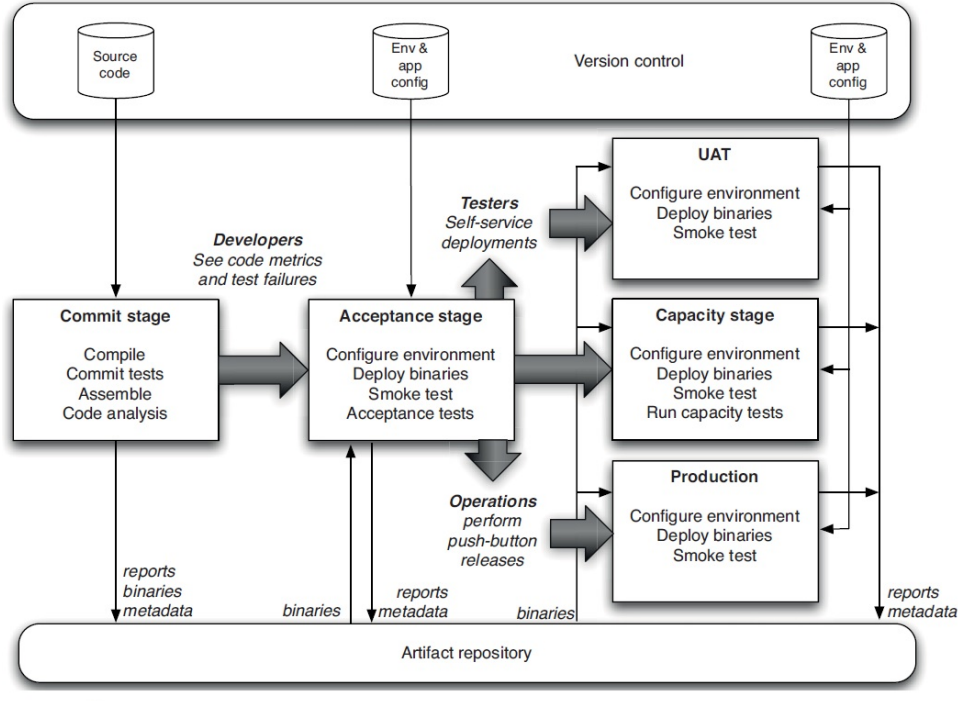 Source
code
Env &
app
config
Version control
Env &
app
config
Developers
See code metrics
and test failures
Testers
Self-service
deployments
UAT
Configure environment
Deploy binaries
Smoke test
Commit stage
Compile
Commit tests
Assemble
Code analysis
Acceptance stage
Configure environment
Deploy binaries
Smoke test
Acceptance tests
Capacity stage
Configure environment
Deploy binaries
Smoke test
Run capacity tests
Operations
perform
push-button
releases
Production
Configure environment
Deploy binaries
Smoke test
reports
binaries
metadata
binaries
reports
metadata
binaries
reports
metadata
Artifact repository